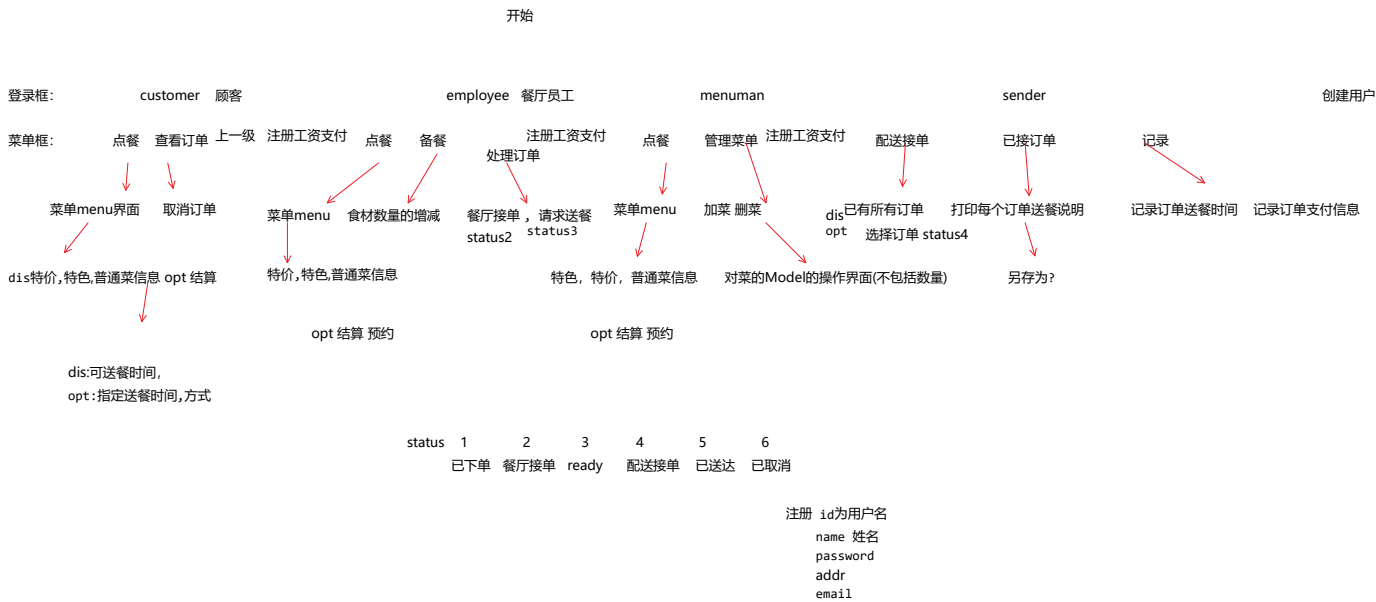 开始
登录框： customer 顾客 employee 餐厅员工 menuman sender 创建用户
菜单框： 点餐 查看订单 上一级 注册工资支付 点餐 备餐 处理订单 注册工资支付 点餐 管理菜单 注册工资支付 配送接单 已接订单 记录
菜单menu界面 取消订单 菜单menu 食材数量的增减 餐厅接单 ，请求送餐 菜单menu 加菜 删菜 dis已有所有订单 打印每个订单送餐说明 记录订单送餐时间 记录订单支付信息
status2 status3 opt 选择订单 status4
dis特价,特色,普通菜信息 opt 结算 特价,特色,普通菜信息 特色，特价，普通菜信息 对菜的Model的操作界面(不包括数量) 另存为?
opt 结算 预约 opt 结算 预约
dis:可送餐时间,
opt:指定送餐时间,方式
status 1 2 3 4 5 6
已下单 餐厅接单 ready 配送接单 已送达 已取消
注册 id为用户名
name 姓名
password
addr
email